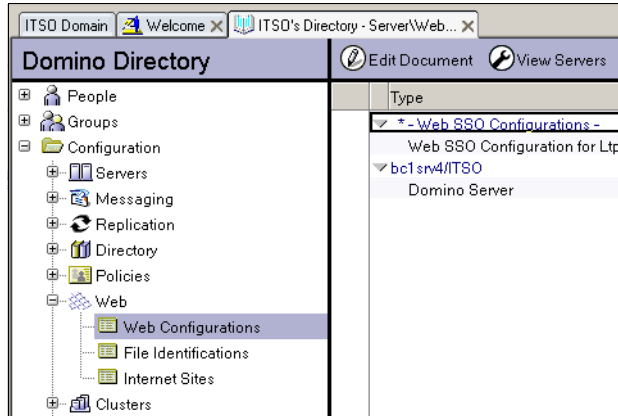 ITSO Domain Welcome ITSO's Directory - Server\Web...
Domino Directory
Edit Document View Servers
People
Groups
Configuration
Servers
Messaging
Replication
Directory
Policies
Web
Web Configurations
File Identifications
Internet Sites
Clusters
Type
* - Web SSO Configurations -
Web SSO Configuration for Ltp
bc1srv4/ITSO
Domino Server